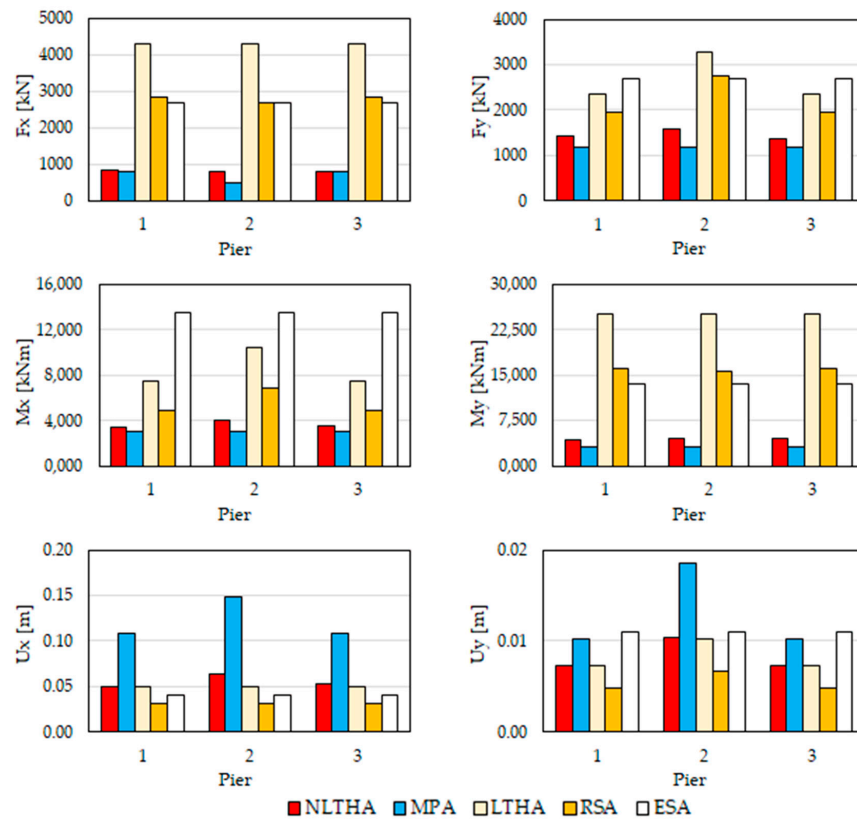 Fx [kN]
5000
4000
3000
2000
1000
0
1 2 3
Pier
Fy [kN]
4000
3000
2000
1000
0
1 2 3
Pier
Mx [kNm]
16,000
12,000
8,000
4,000
0,000
1 2 3
Pier
My [kNm]
30,000
22,500
15,000
7,500
0,000
1 2 3
Pier
Ux [m]
0.20
0.15
0.10
0.05
0.00
1 2 3
Pier
Uy [m]
0.02
0.01
0.00
1 2 3
Pier
NLTHA MPA LTHA RSA ESA